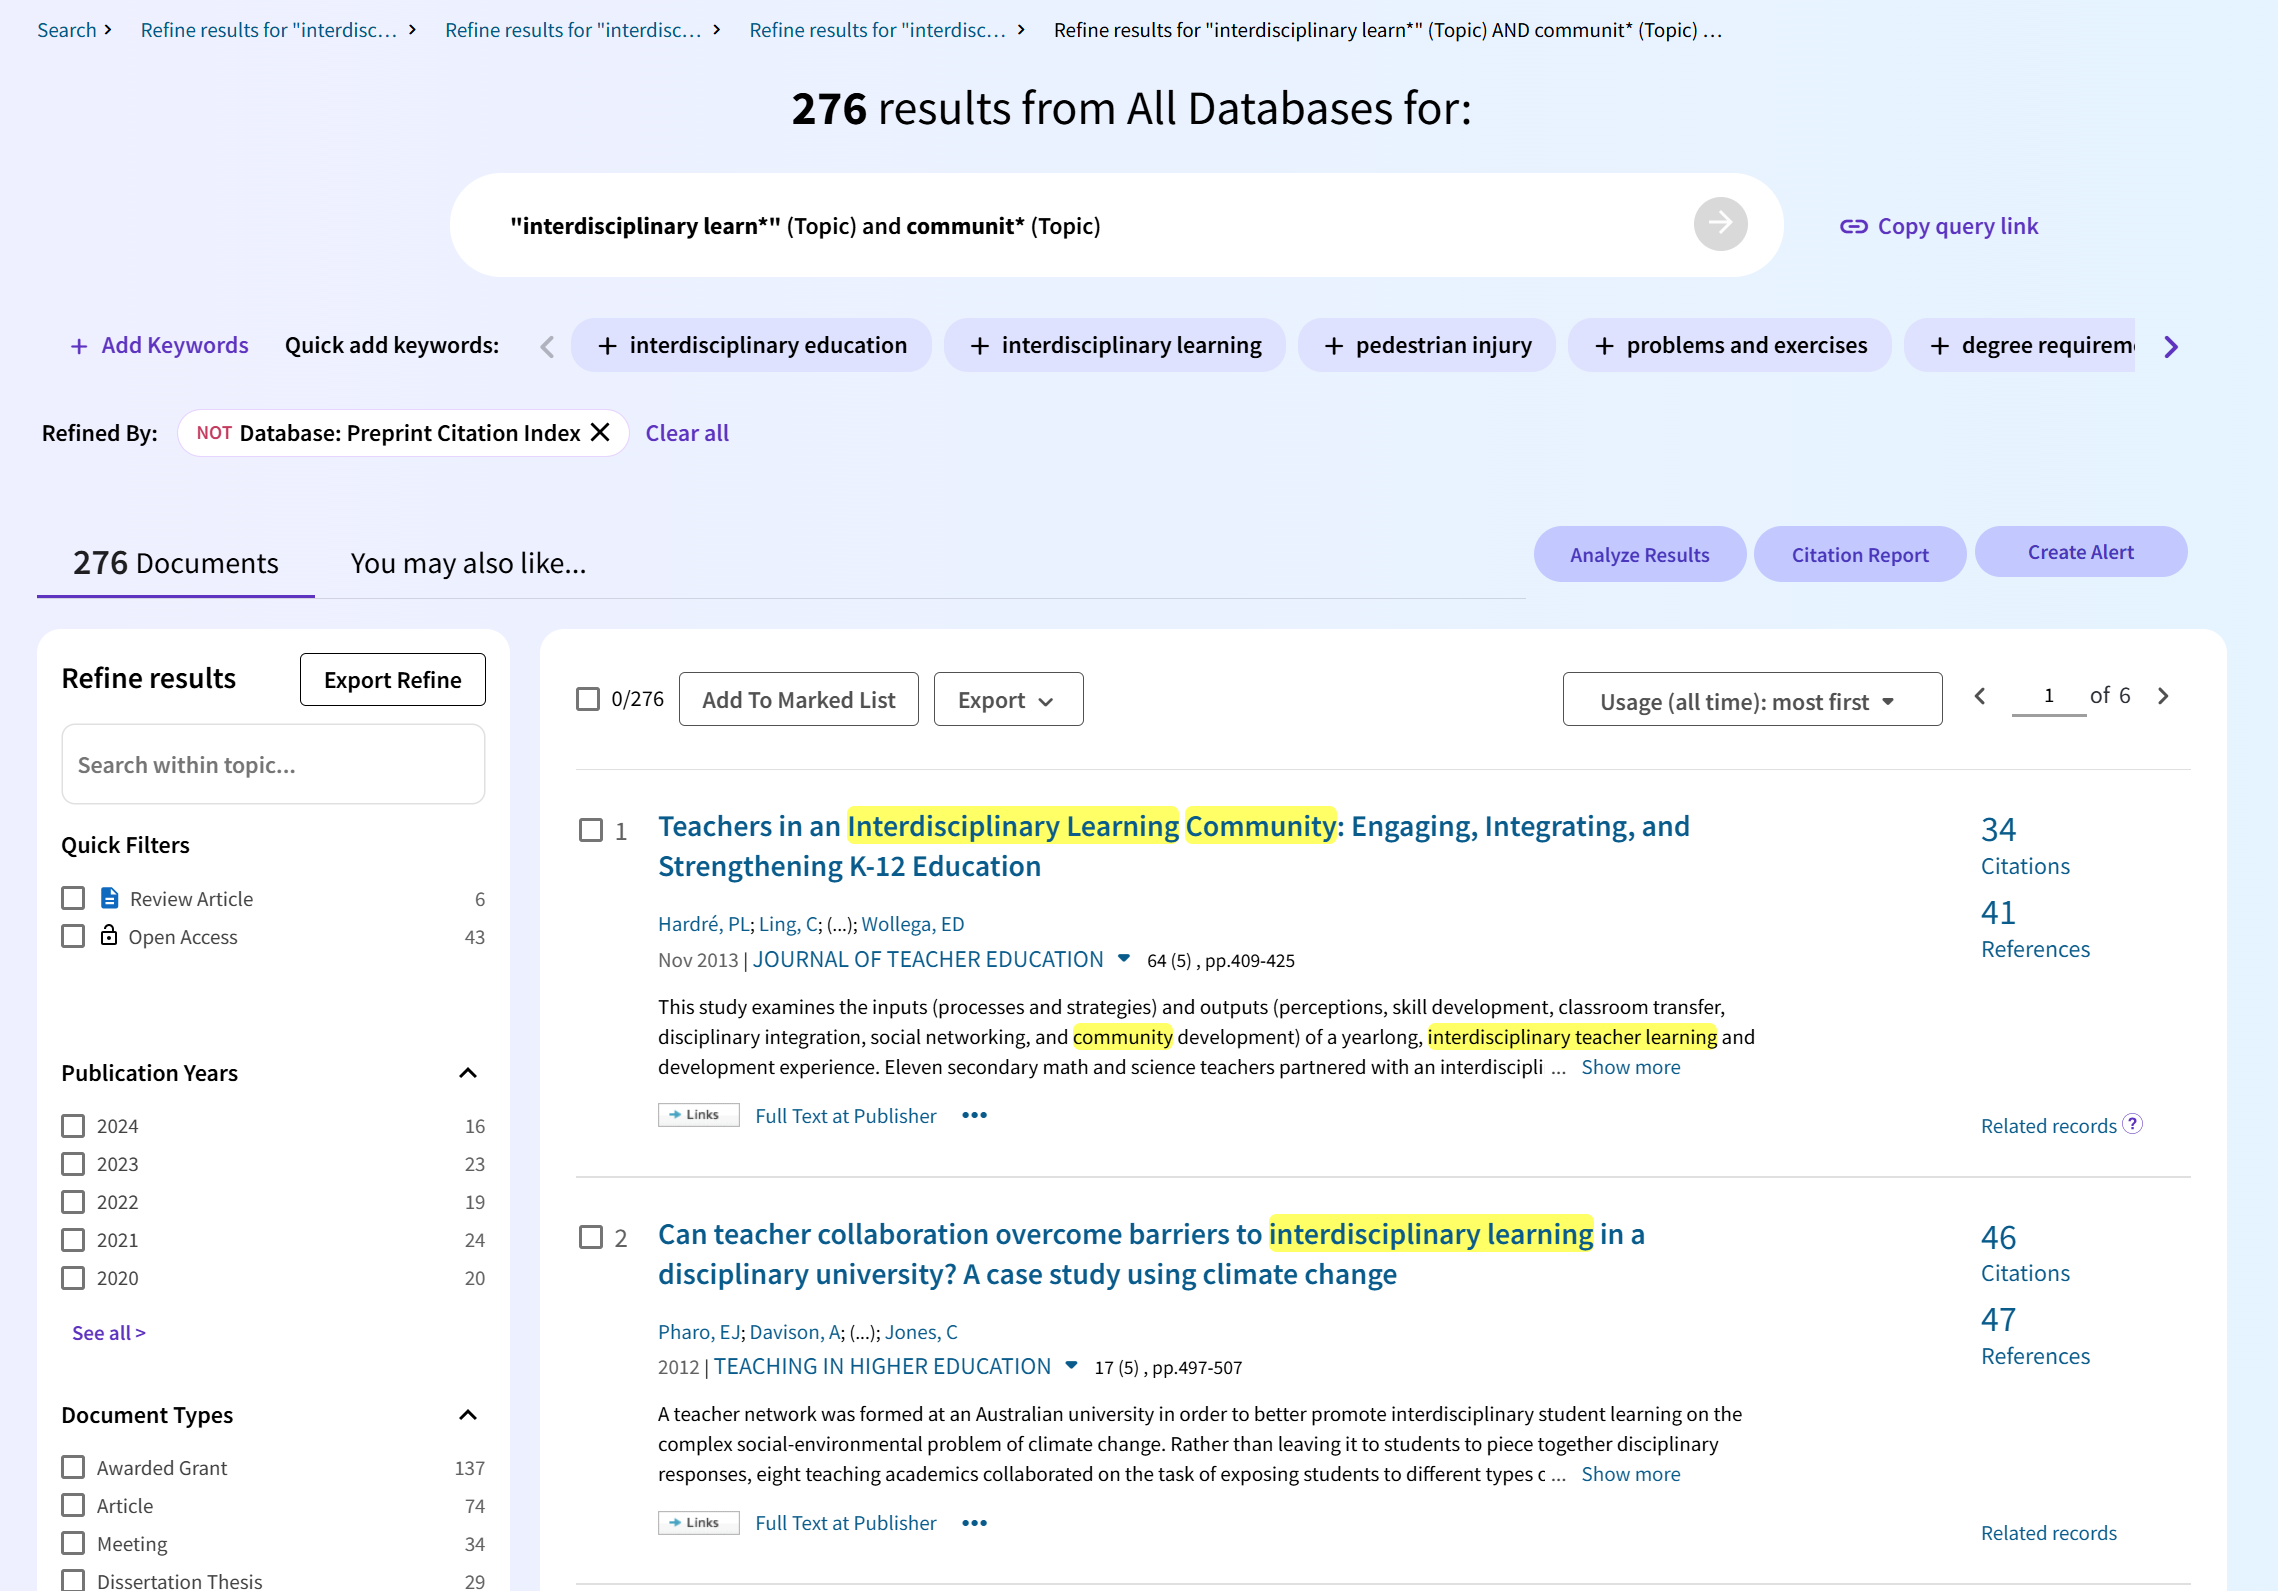 Search > Refine results for "interdisc… > Refine results for "interdisc… > Refine results for "interdisc… > Refine results for "interdisciplinary learn*" (Topic) AND communit* (Topic) …
276 results from All Databases for:
"interdisciplinary learn*" (Topic) and communit* (Topic)
Copy query link
+ Add Keywords
Quick add keywords:
+ interdisciplinary education
+ interdisciplinary learning
+ pedestrian injury
+ problems and exercises
+ degree requirem
Refined By:
NOT Database: Preprint Citation Index
Clear all
276 Documents
You may also like...
Analyze Results
Citation Report
Create Alert
Refine results
Export Refine
Search within topic...
Quick Filters
Review Article 6
Open Access 43
Publication Years
2024 16
2023 23
2022 19
2021 24
2020 20
See all >
Document Types
Awarded Grant 137
Article 74
Meeting 34
Dissertation Thesis 29
0/276
Add To Marked List
Export
Usage (all time): most first
1 of 6
1
Teachers in an Interdisciplinary Learning Community: Engaging, Integrating, and
Strengthening K-12 Education
Hardré, PL; Ling, C; (...); Wollega, ED
Nov 2013 | JOURNAL OF TEACHER EDUCATION 64 (5) , pp.409-425
This study examines the inputs (processes and strategies) and outputs (perceptions, skill development, classroom transfer,
disciplinary integration, social networking, and community development) of a yearlong, interdisciplinary teacher learning and
development experience. Eleven secondary math and science teachers partnered with an interdiscipli ... Show more
Links
Full Text at Publisher
•••
34
Citations
41
References
Related records ?
2
Can teacher collaboration overcome barriers to interdisciplinary learning in a
disciplinary university? A case study using climate change
Pharo, EJ; Davison, A; (...); Jones, C
2012 | TEACHING IN HIGHER EDUCATION 17 (5) , pp.497-507
A teacher network was formed at an Australian university in order to better promote interdisciplinary student learning on the
complex social-environmental problem of climate change. Rather than leaving it to students to piece together disciplinary
responses, eight teaching academics collaborated on the task of exposing students to different types ... Show more
Links
Full Text at Publisher
•••
46
Citations
47
References
Related records